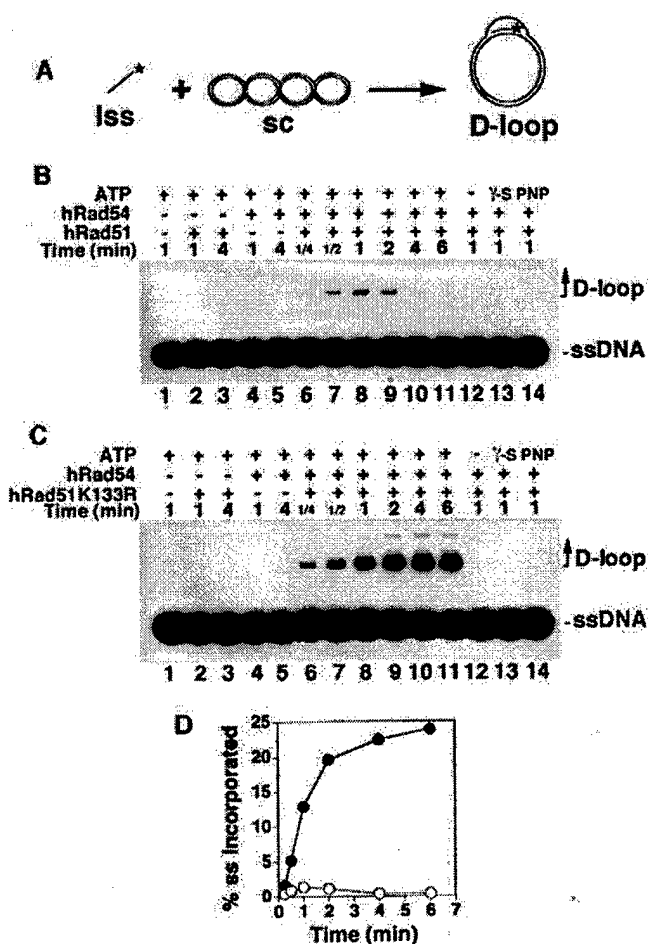 A
lss + sc D-loop
B
ATP + + + + + + + + + + + - γ-S PNP
hRad54 - - - + + + + + + + + + + +
hRad51 - + + - - + + + + + + + + +
Time (min) 1 1 4 1 4 1/4 1/2 1 2 4 6 1 1 1
D-loop
-ssDNA
1 2 3 4 5 6 7 8 9 10 11 12 13 14
C
ATP + + + + + + + + + + + - γ-S PNP
hRad54 - - - + + + + + + + + + + +
hRad51K133R - + + - - + + + + + + + + +
Time (min) 1 1 4 1 4 1/4 1/2 1 2 4 6 1 1 1
D-loop
-ssDNA
1 2 3 4 5 6 7 8 9 10 11 12 13 14
D
% ss incorporated
25
20
15
10
5
0
0 1 2 3 4 5 6 7
Time (min)